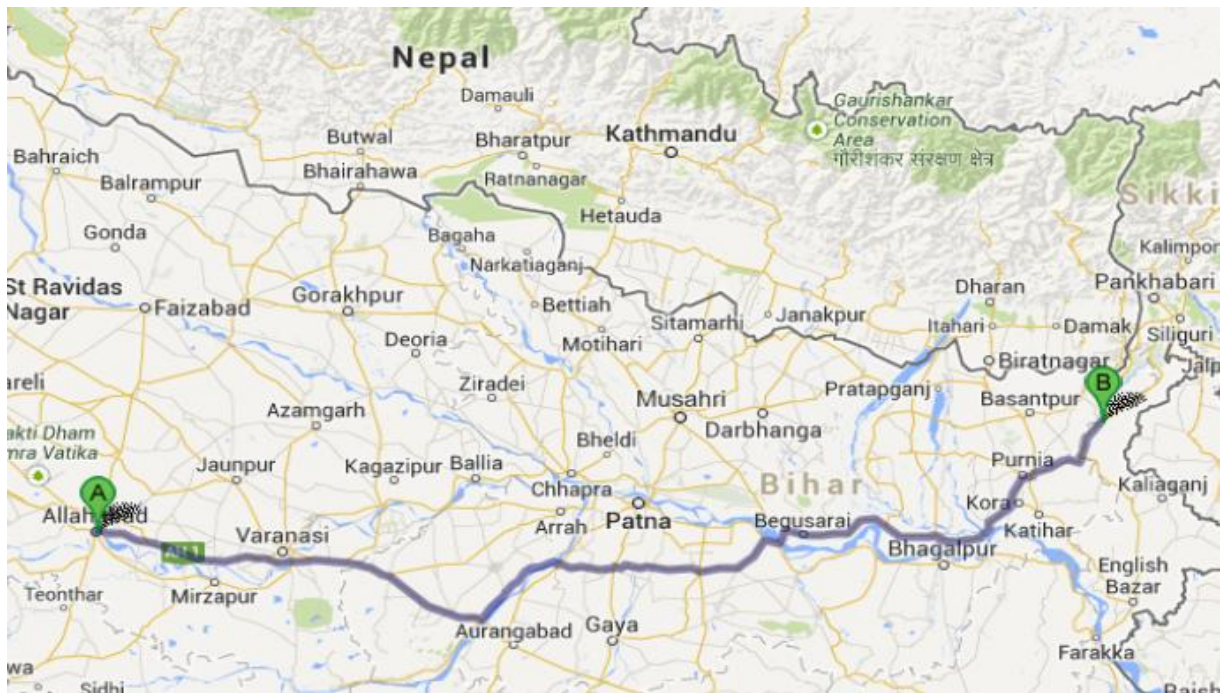 Nepal
Damauli
Gaurishankar
Conservation
Area
गौरीशंकर संरक्षण क्षेत्र
Butwal
Bharatpur
Kathmandu
Bahraich
Bhairahawa
Ratnanagar
Balrampur
Sikki
Hetauda
Gonda
Bagaha
Kalimpon
Narkatiaganj
St Ravidas
Nagar
Faizabad
Gorakhpur
Bettiah
Sitamarhi
Janakpur
Dharan
Pankhabari
Itahari
Damak
Siliguri
Deoria
Motihari
Biratnagar
Jalp
areli
Ziradei
Musahri
Pratapganj
B
Basantpur
Azamgarh
Darbhanga
akti Dham
mra Vatika
Bheldi
Jaunpur
Kagazipur
Ballia
Purnia
A
Chhapra
Bihar
Kora
Kaliaganj
Arrah
Patna
Katihar
Varanasi
Begusarai
Bhagalpur
English
Bazar
Teonthar
Mirzapur
Aurangabad
Gaya
Farakka
wa
Sidhi